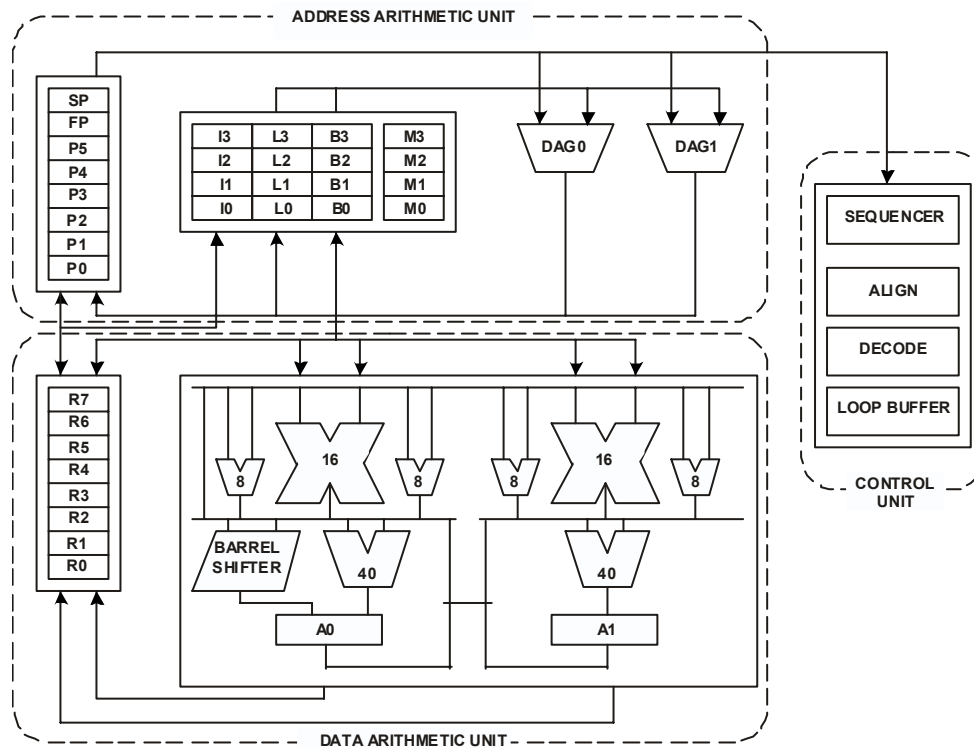 ADDRESS ARITHMETIC UNIT
SP
FP
P5
P4
P3
P2
P1
P0
I3 L3 B3 M3
I2 L2 B2 M2
I1 L1 B1 M1
I0 L0 B0 M0
DAG0
DAG1
SEQUENCER
ALIGN
DECODE
LOOP BUFFER
CONTROL
UNIT
R7
R6
R5
R4
R3
R2
R1
R0
16
16
8
8
8
8
BARREL
SHIFTER
40
40
A0
A1
DATA ARITHMETIC UNIT